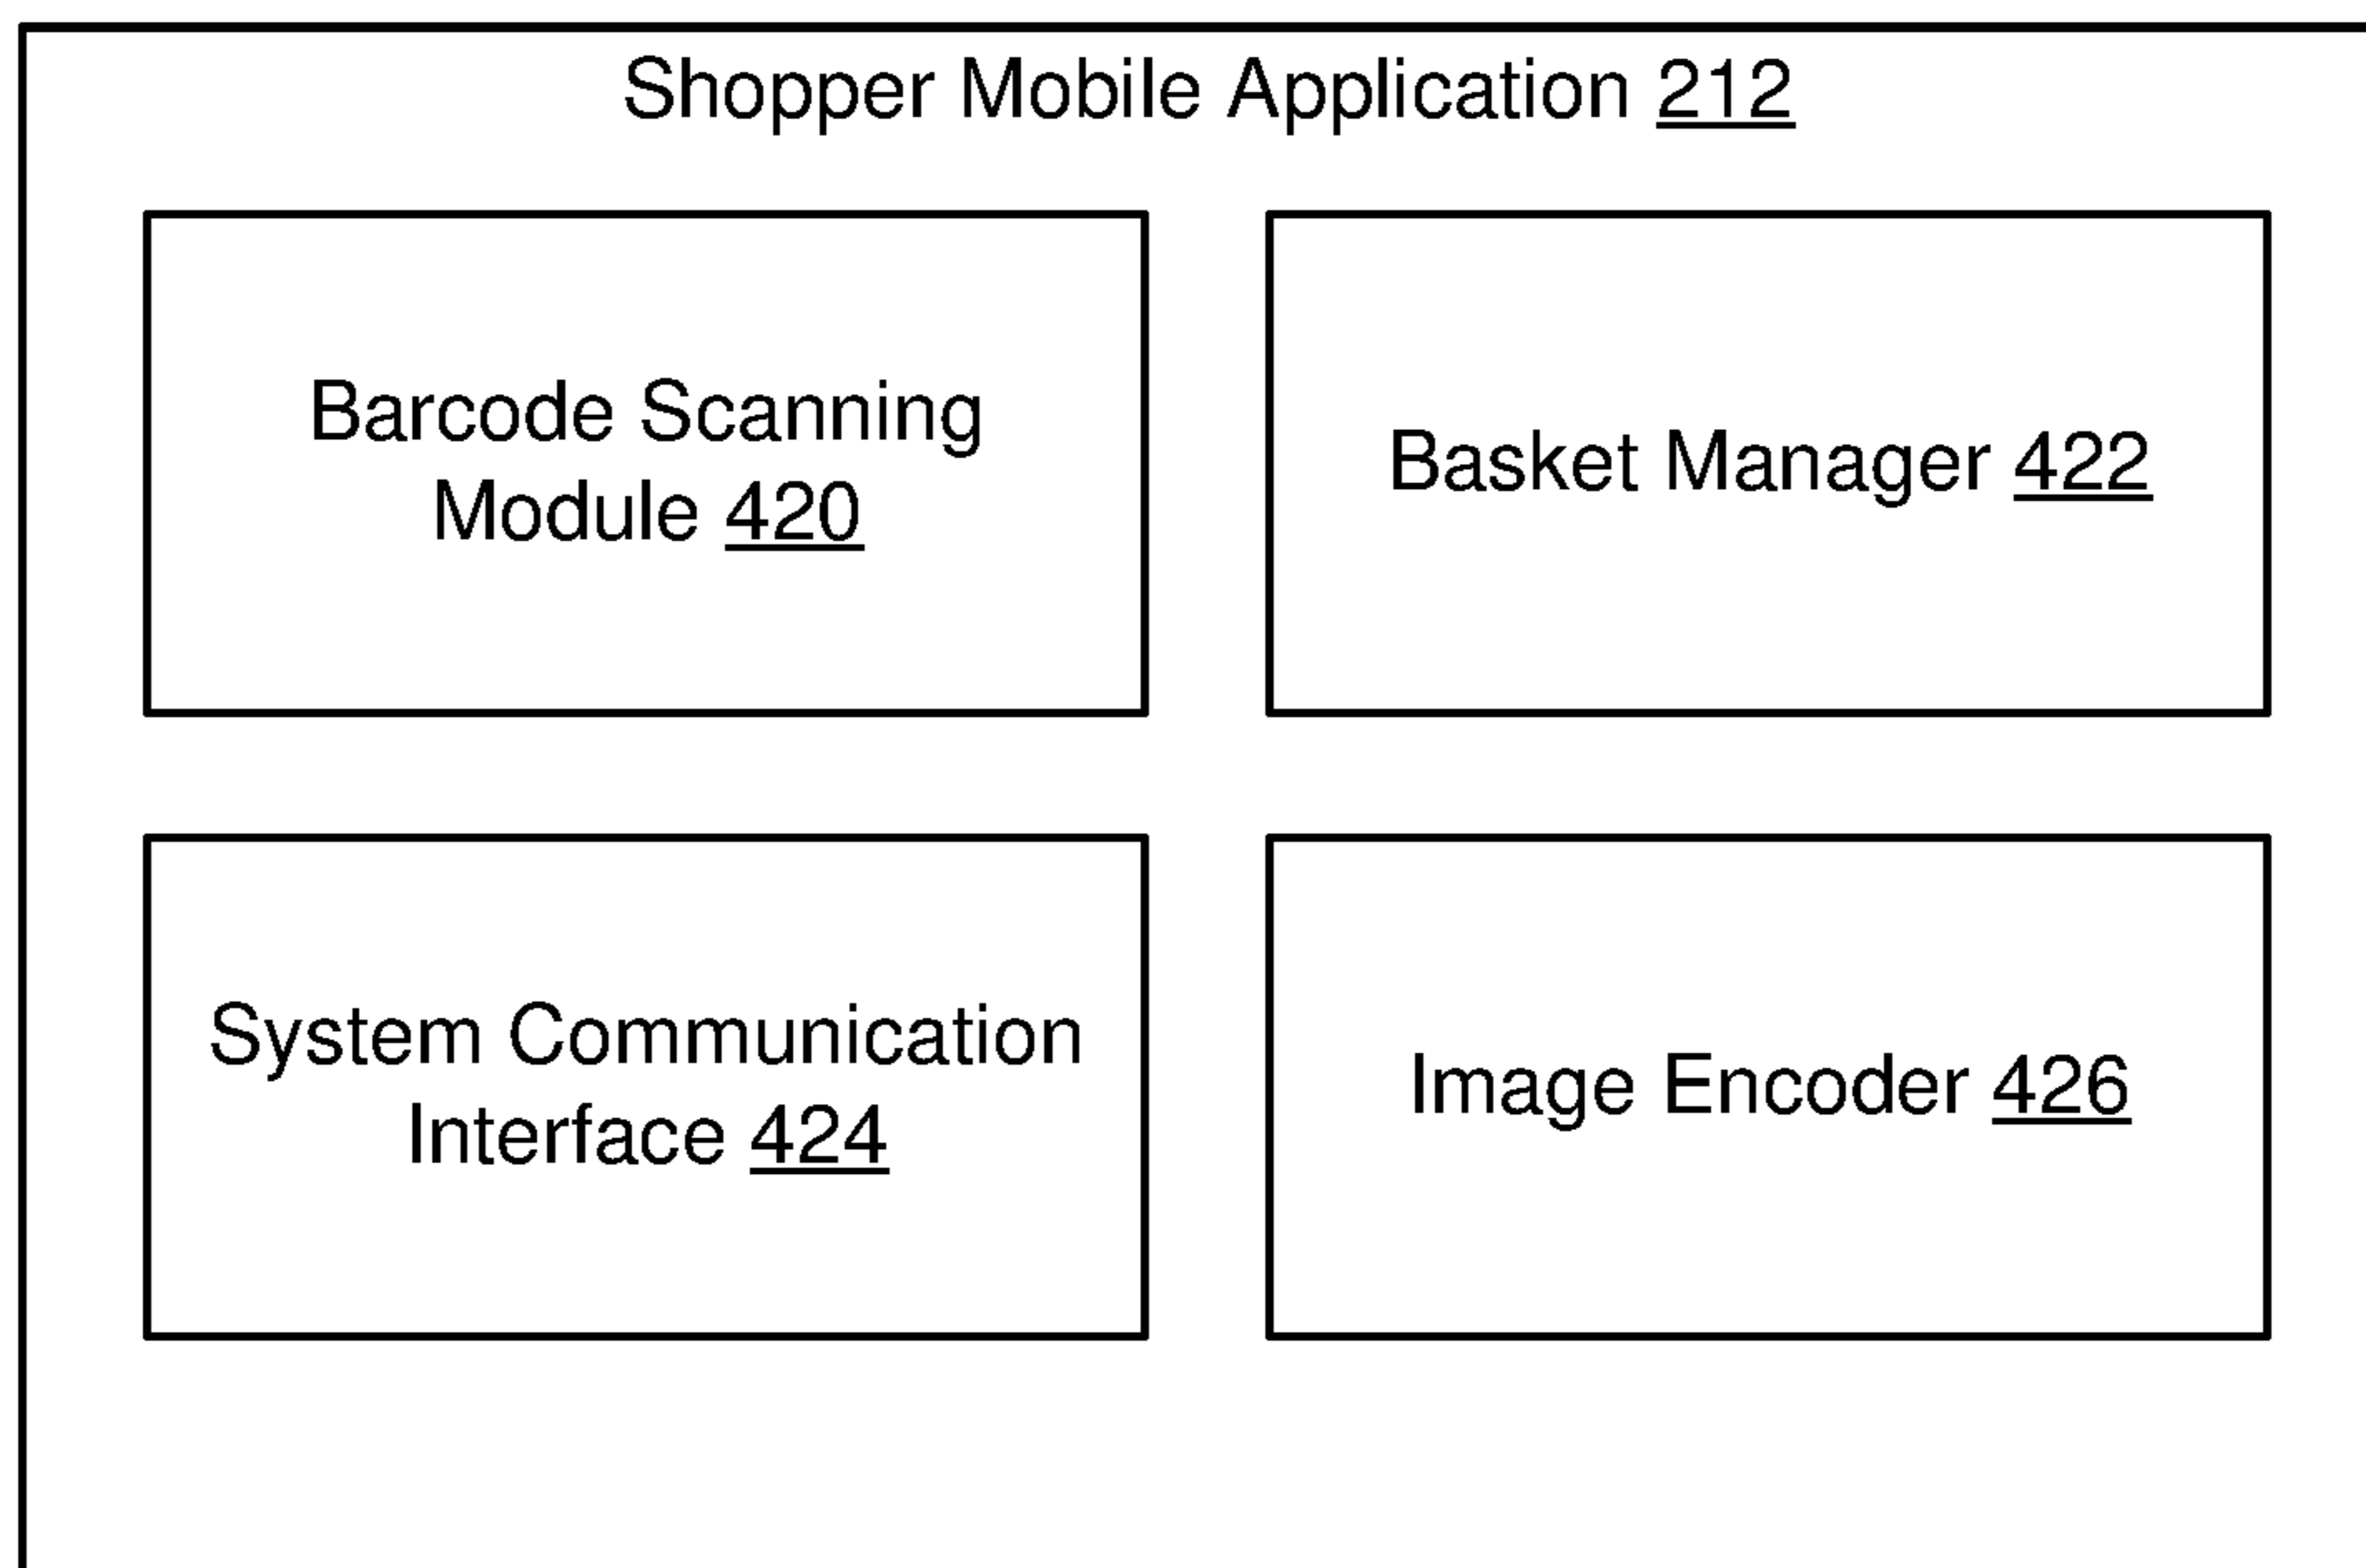 Shopper Mobile Application 212
Barcode Scanning
Module 420
Basket Manager 422
System Communication
Interface 424
Image Encoder 426